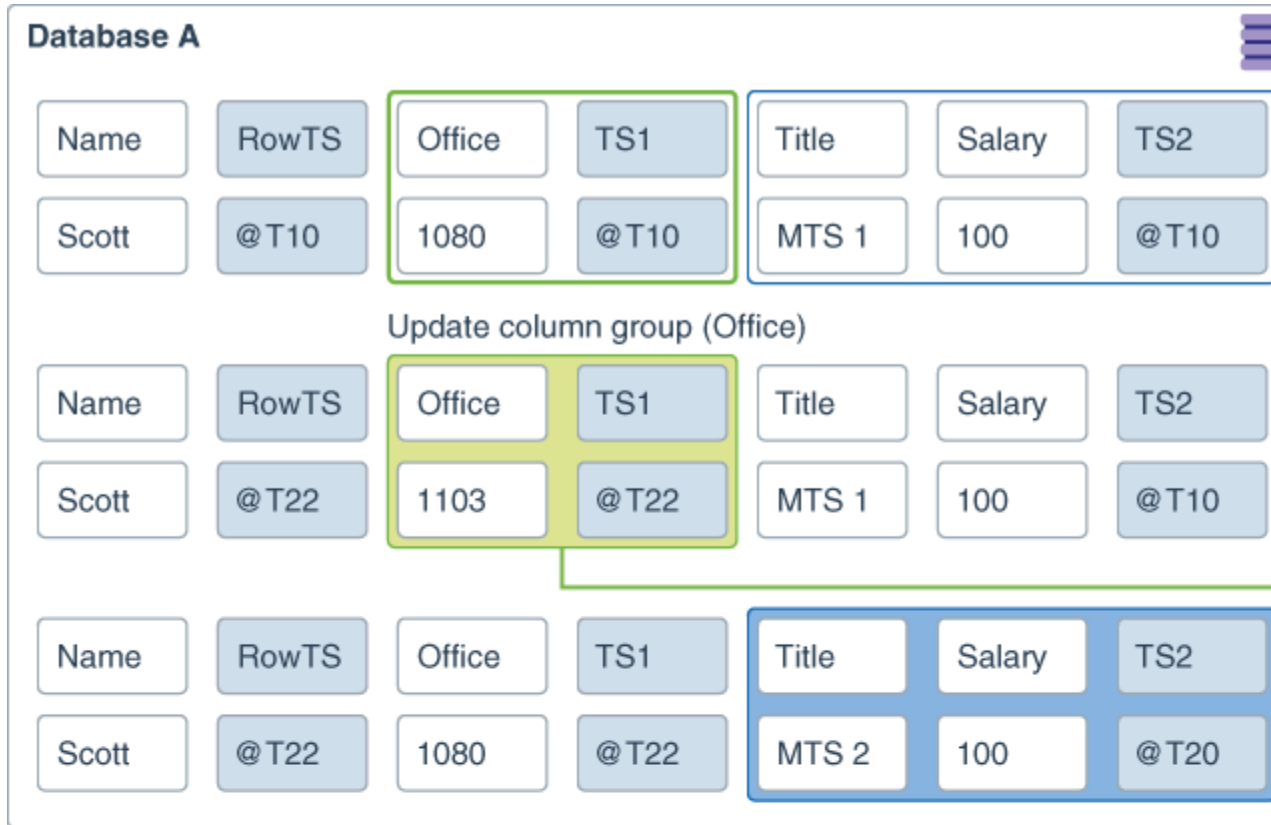 Database A
Name RowTS Office TS1 Title Salary TS2
Scott @T10 1080 @T10 MTS 1 100 @T10
Update column group (Office)
Name RowTS Office TS1 Title Salary TS2
Scott @T22 1103 @T22 MTS 1 100 @T10
Name RowTS Office TS1 Title Salary TS2
Scott @T22 1080 @T22 MTS 2 100 @T20